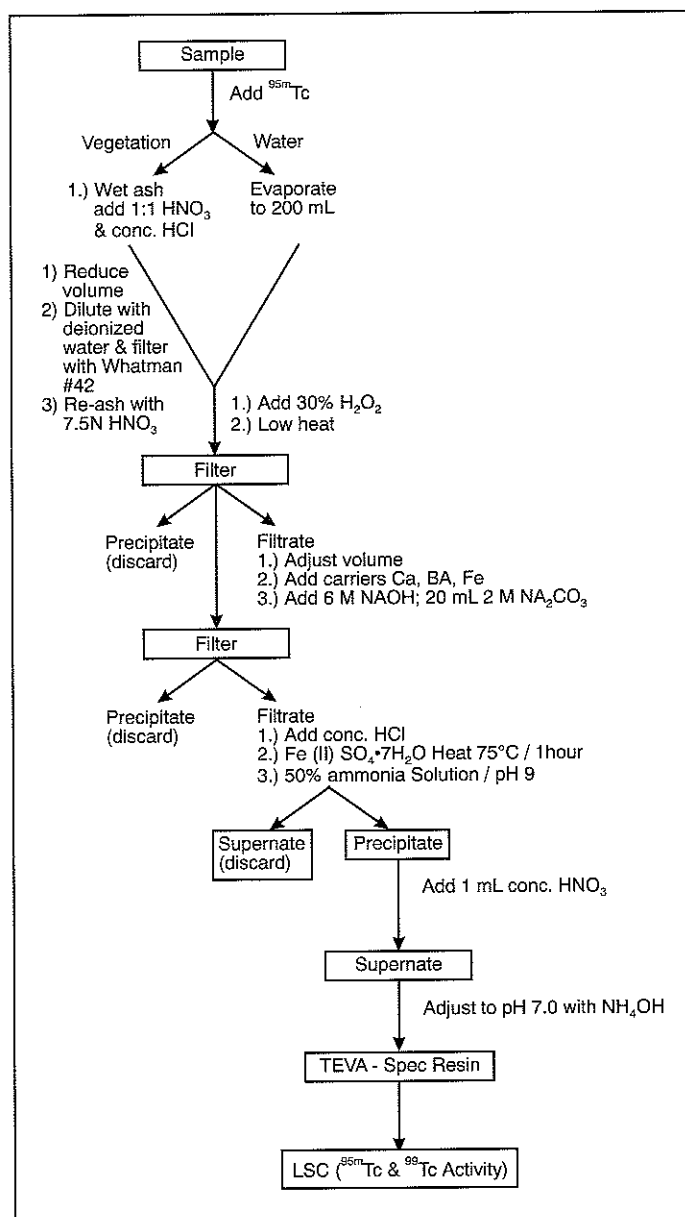 Sample
Add ⁹⁵ᵐTc
Vegetation
Water
1.) Wet ash
add 1:1 HNO₃
& conc. HCl
Evaporate
to 200 mL
1) Reduce
volume
2) Dilute with
deionized
water & filter
with Whatman
#42
3) Re-ash with
7.5N HNO₃
1.) Add 30% H₂O₂
2.) Low heat
Filter
Precipitate
(discard)
Filtrate
1.) Adjust volume
2.) Add carriers Ca, BA, Fe
3.) Add 6 M NAOH; 20 mL 2 M NA₂CO₃
Filter
Precipitate
(discard)
Filtrate
1.) Add conc. HCl
2.) Fe (II) SO₄•7H₂O Heat 75°C / 1hour
3.) 50% ammonia Solution / pH 9
Supernate
(discard)
Precipitate
Add 1 mL conc. HNO₃
Supernate
Adjust to pH 7.0 with NH₄OH
TEVA - Spec Resin
LSC (⁹⁵ᵐTc & ⁹⁹Tc Activity)